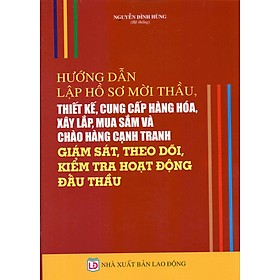 NGUYỄN ĐÌNH HÙNG
(Hệ thống)
HƯỚNG DẪN
LẬP HỒ SƠ MỜI THẦU,
THIẾT KẾ, CUNG CẤP HÀNG HÓA,
XÂY LẮP, MUA SẮM VÀ
CHÀO HÀNG CẠNH TRANH
GIÁM SÁT, THEO DÕI,
KIỂM TRA HOẠT ĐỘNG
ĐẤU THẦU
NHÀ XUẤT BẢN LAO ĐỘNG